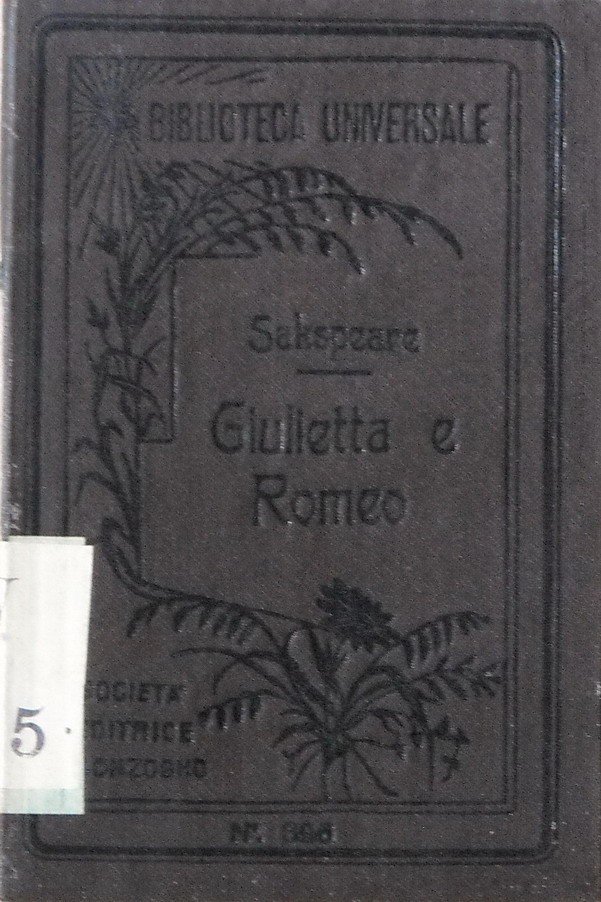 BIBLIOTECA UNIVERSALE
Sakspeare
Giulietta e
Romeo
SOCIETÀ
EDITRICE
SONZOGNO
5.